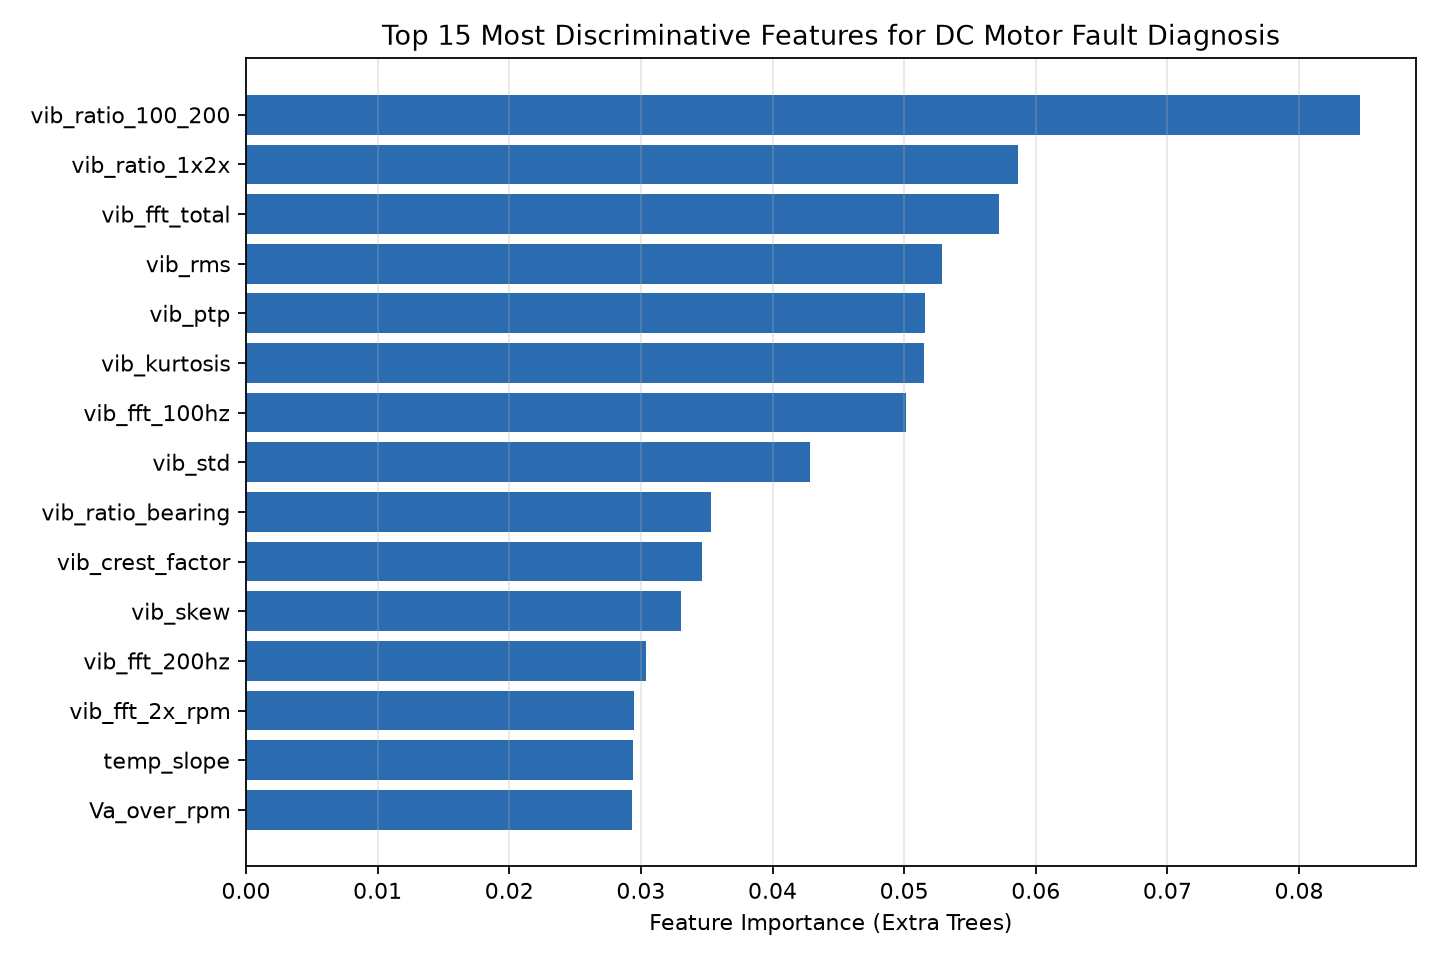 Top 15 Most Discriminative Features for DC Motor Fault Diagnosis
vib_ratio_100_200
vib_ratio_1x2x
vib_fft_total
vib_rms
vib_ptp
vib_kurtosis
vib_fft_100hz
vib_std
vib_ratio_bearing
vib_crest_factor
vib_skew
vib_fft_200hz
vib_fft_2x_rpm
temp_slope
Va_over_rpm
0.00 0.01 0.02 0.03 0.04 0.05 0.06 0.07 0.08
Feature Importance (Extra Trees)